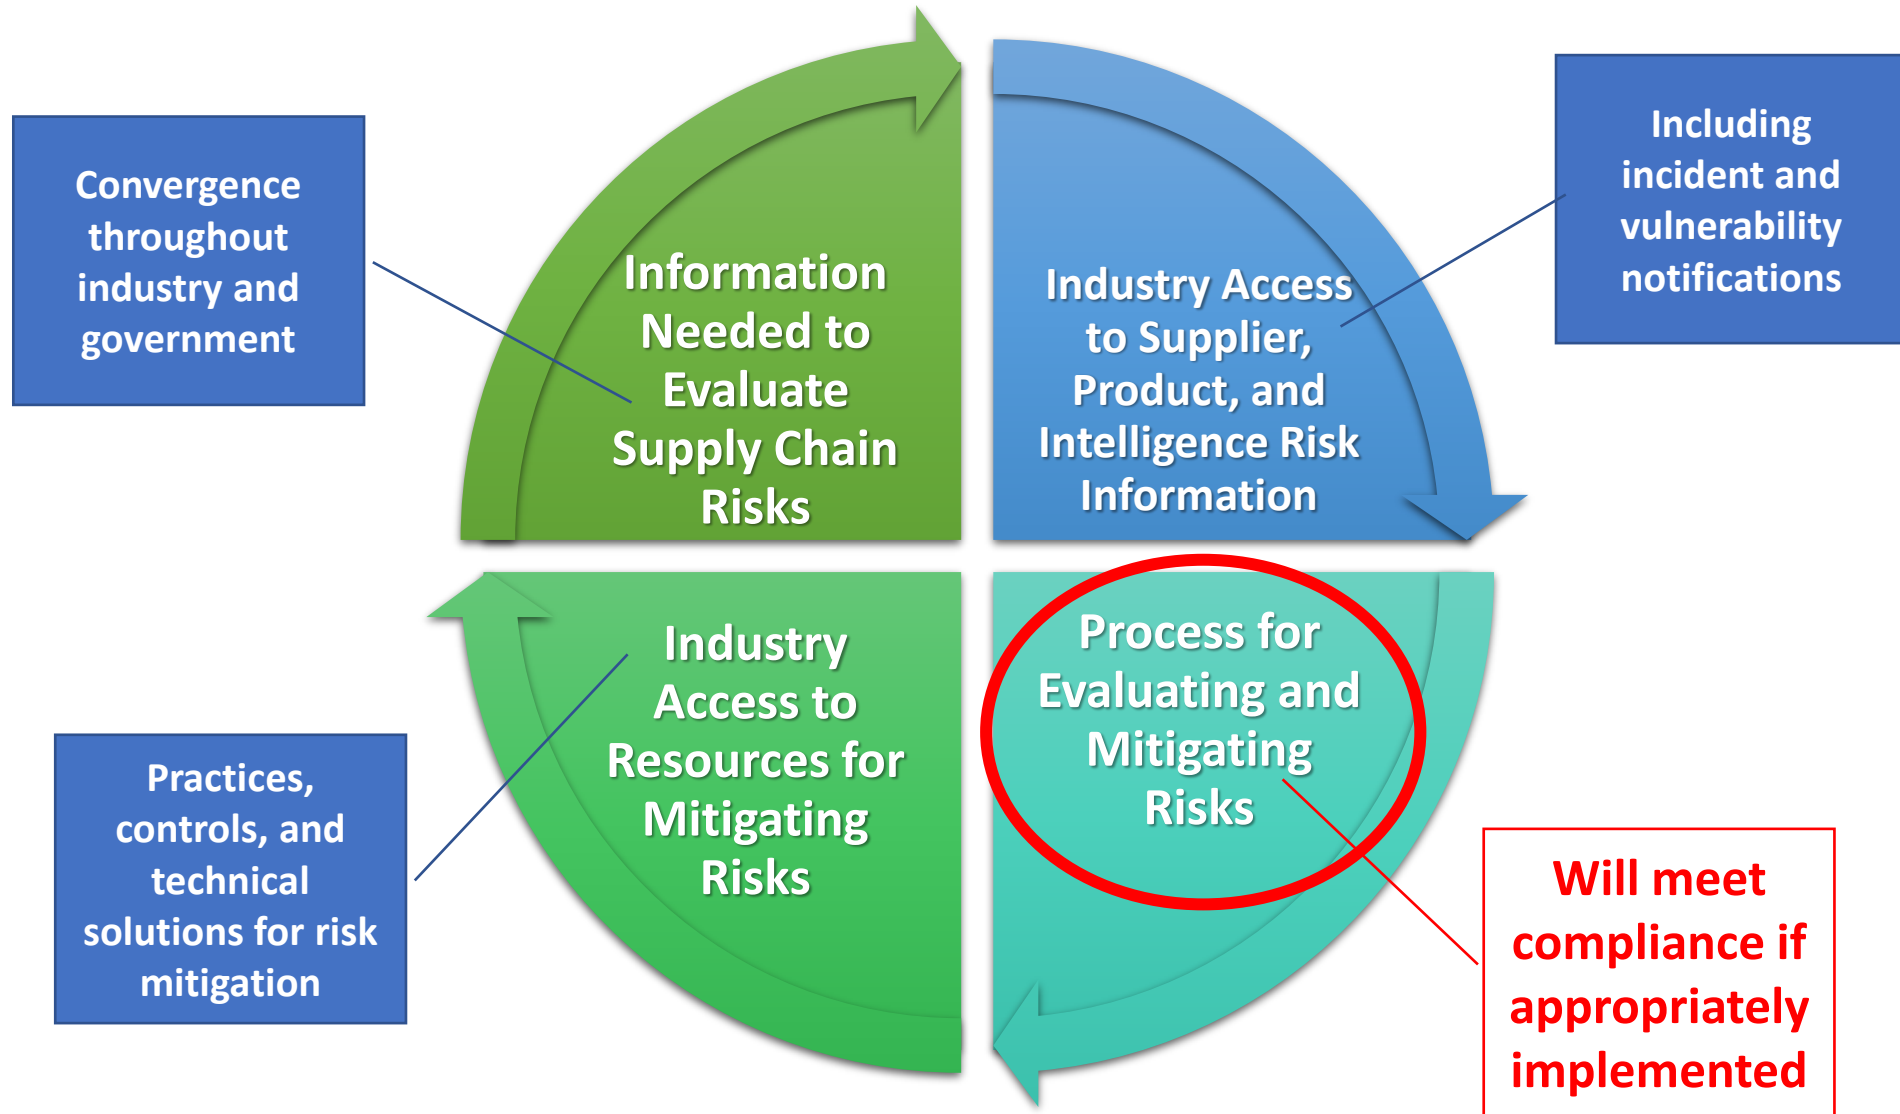 Convergence
throughout
industry and
government
Information
Needed to
Evaluate
Supply Chain
Risks
Industry Access
to Supplier,
Product, and
Intelligence Risk
Information
Including
incident and
vulnerability
notifications
Practices,
controls, and
technical
solutions for risk
mitigation
Industry
Access to
Resources for
Mitigating
Risks
Process for
Evaluating and
Mitigating
Risks
Will meet
compliance if
appropriately
implemented